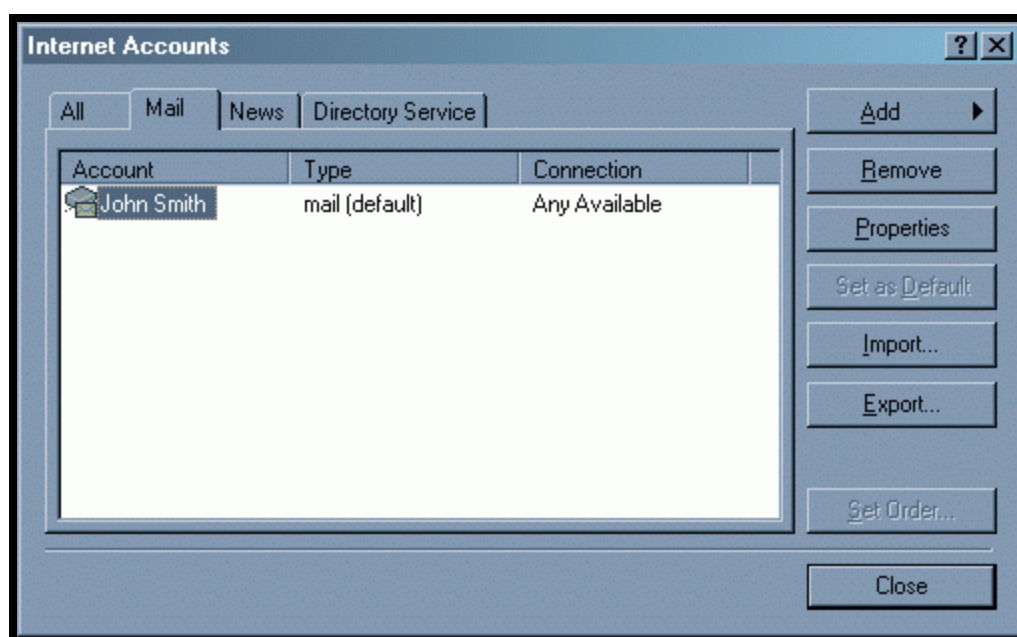 Internet Accounts
All Mail News Directory Service
Account Type Connection
John Smith mail (default) Any Available
Add
Remove
Properties
Set as Default
Import...
Export...
Set Order...
Close